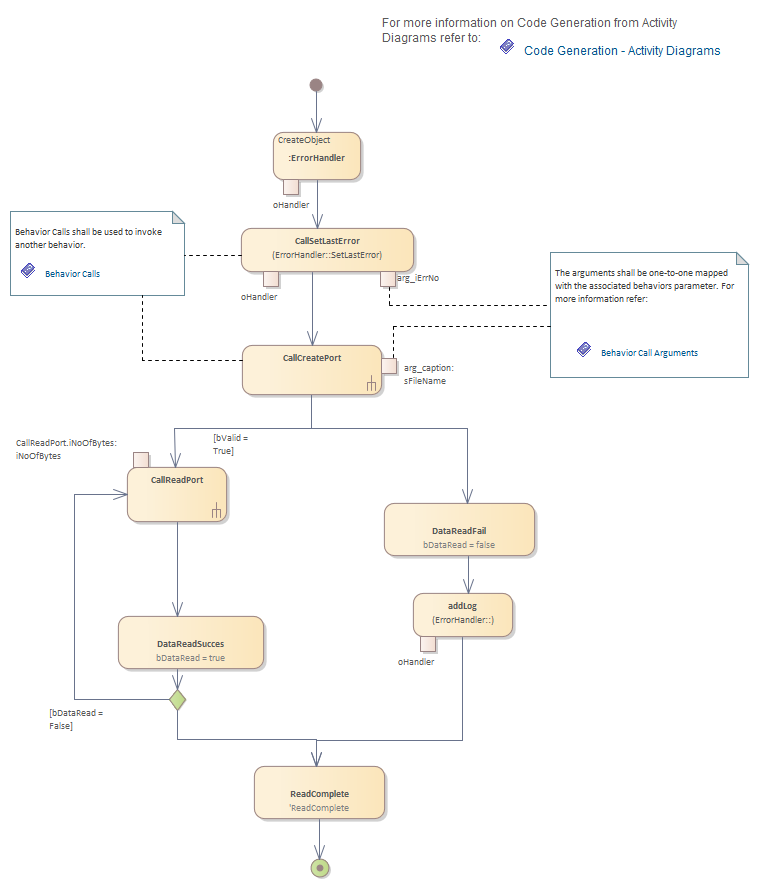 For more information on Code Generation from Activity
Diagrams refer to:
Code Generation - Activity Diagrams
CreateObject
:ErrorHandler
oHandler
Behavior Calls shall be used to invoke
another behavior.
Behavior Calls
CallSetLastError
(ErrorHandler::SetLastError)
oHandler
arg_iErrNo
The arguments shall be one-to-one mapped
with the associated behaviors parameter. For
more information refer:
Behavior Call Arguments
CallCreatePort
arg_caption:
sFileName
[bValid =
True]
CallReadPort.iNoOfBytes:
iNoOfBytes
CallReadPort
DataReadFail
bDataRead = false
addLog
(ErrorHandler::)
oHandler
DataReadSucces
bDataRead = true
[bDataRead =
False]
ReadComplete
'ReadComplete